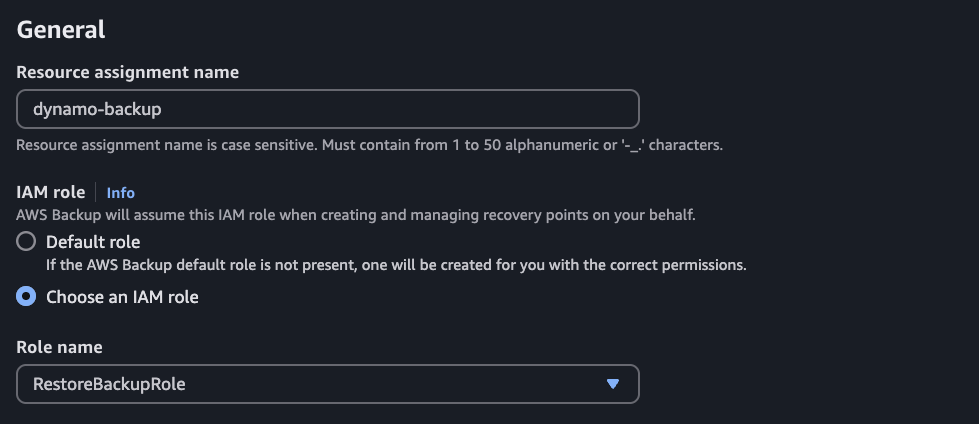 General
Resource assignment name
dynamo-backup
Resource assignment name is case sensitive. Must contain from 1 to 50 alphanumeric or '-_.' characters.
IAM role Info
AWS Backup will assume this IAM role when creating and managing recovery points on your behalf.
Default role
If the AWS Backup default role is not present, one will be created for you with the correct permissions.
Choose an IAM role
Role name
RestoreBackupRole